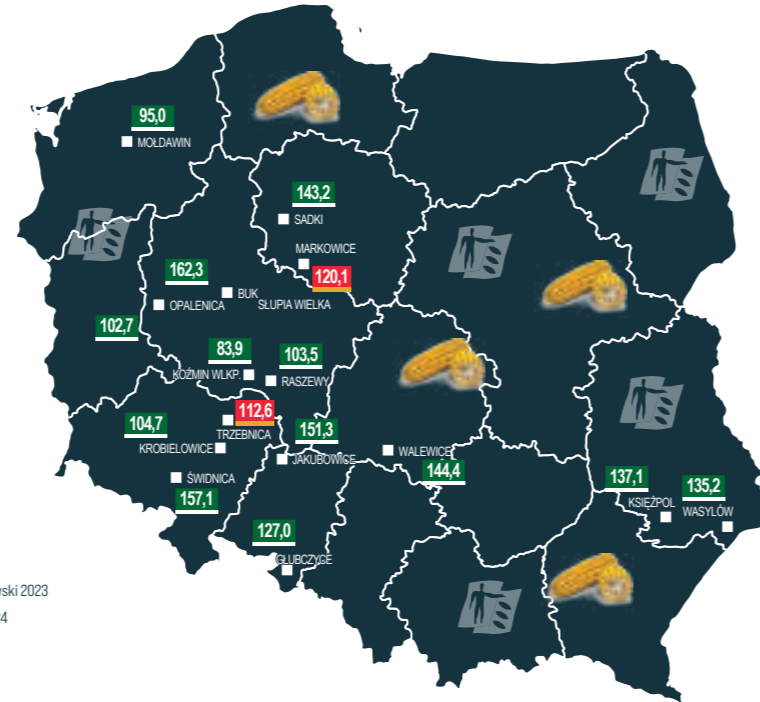 95,0
MOŁDAWIN
143,2
SADKI
MARKOWICE
120,1
162,3
BUK
OPALENICA
SŁUPIA WIELKA
102,7
83,9
103,5
KOŹMIN WLKP.
RASZEWY
112,6
104,7
TRZEBNICA
151,3
KROBIELOWICE
JAKUBOWICE
WALEWICE
144,4
ŚWIDNICA
157,1
137,1
135,2
KSIĘŻPOL
WASYLÓW
127,0
GŁUBCZYCE
ski 2023
4